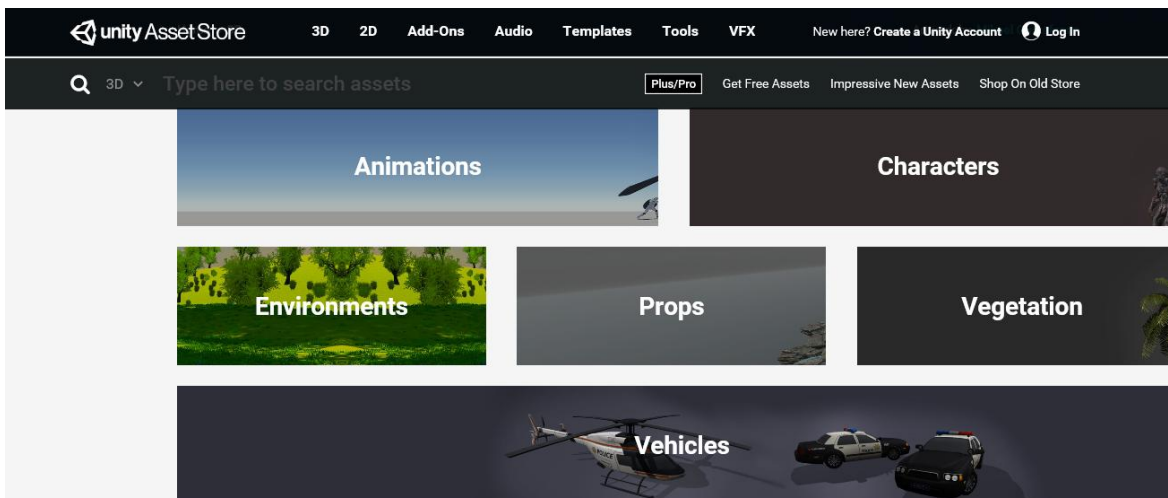 unity Asset Store 3D 2D Add-Ons Audio Templates Tools VFX New here? Create a Unity Account Log In
3D Type here to search assets Plus/Pro Get Free Assets Impressive New Assets Shop On Old Store
Animations Characters
Environments Props Vegetation
Vehicles
POLICE